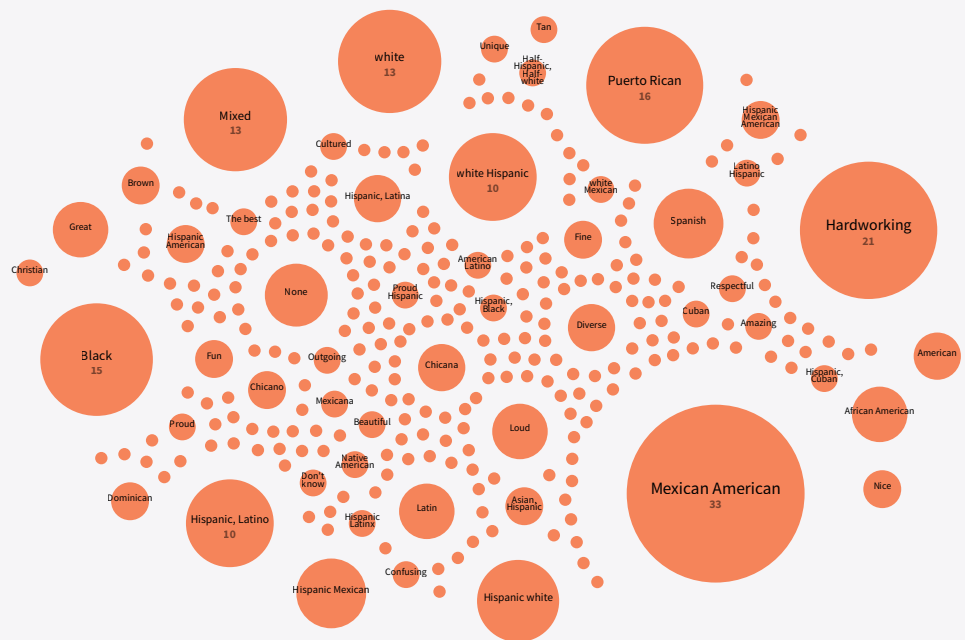 Tan
Unique
white
13
Half-
Hispanic,
Half-
white
Puerto Rican
16
Mixed
13
Hispanic
Mexican
American
Cultured
white Hispanic
10
Latino
Hispanic
Brown
white
Mexican
Hispanic, Latina
The best
Spanish
Great
Hardworking
21
Fine
Hispanic
American
American
Latino
Christian
None
Proud
Hispanic
Respectful
Hispanic,
Black
Cuban
Diverse
Amazing
Black
15
Fun
Outgoing
American
Chicana
Hispanic,
Cuban
Chicano
Mexicana
African American
Proud
Beautiful
Loud
Native
American
Don't
know
Mexican American
33
Nice
Dominican
Asian,
Hispanic
Latin
Hispanic, Latino
10
Hispanic
Latinx
Confusing
Hispanic Mexican
Hispanic white